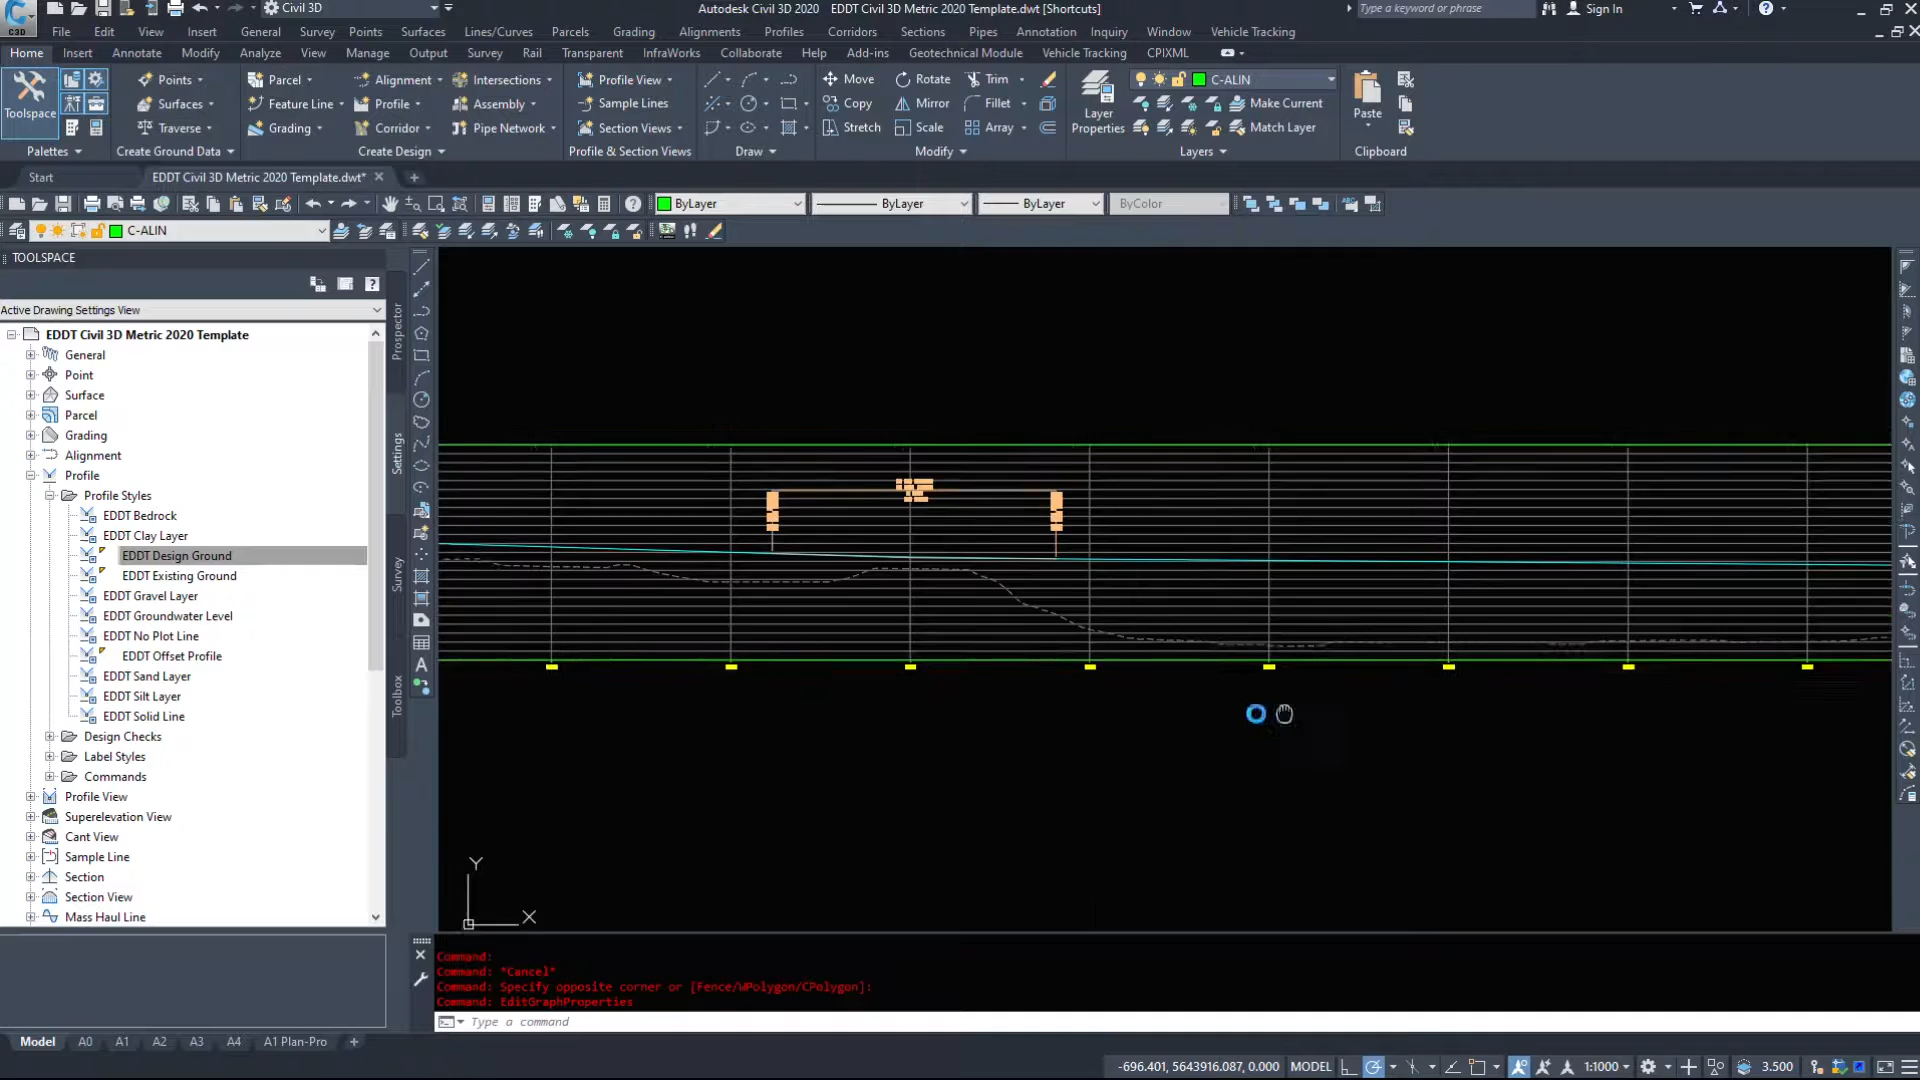 Civil 3D
Autodesk Civil 3D 2020 EDDT Civil 3D Metric 2020 Template.dwt [Shortcuts]
Type a keyword or phrase
Sign In
C3D
File Edit View Insert General Survey Points Surfaces Lines/Curves Parcels Grading Alignments Profiles Corridors Sections Pipes Annotation Inquiry Window Vehicle Tracking
Home Insert Annotate Modify Analyze View Manage Output Survey Rail Transparent InfraWorks Collaborate Help Add-ins Geotechnical Module Vehicle Tracking CPIXML
Points Parcel Alignment Intersections Profile View Move Rotate Trim C-ALIN
Surfaces Feature Line Profile Assembly Sample Lines Copy Mirror Fillet Make Current
Toolspace Layer Properties Paste
Traverse Grading Corridor Pipe Network Section Views Stretch Scale Array Match Layer
Palettes Create Ground Data Create Design Profile & Section Views Draw Modify Layers Clipboard
Start EDDT Civil 3D Metric 2020 Template.dwt*
ByLayer ByLayer ByLayer ByColor
C-ALIN
TOOLSPACE
Active Drawing Settings View
EDDT Civil 3D Metric 2020 Template
General
Point
Surface
Parcel
Grading
Alignment
Profile
Profile Styles
EDDT Bedrock
EDDT Clay Layer
EDDT Design Ground
EDDT Existing Ground
EDDT Gravel Layer
EDDT Groundwater Level
EDDT No Plot Line
EDDT Offset Profile
EDDT Sand Layer
EDDT Silt Layer
EDDT Solid Line
Design Checks
Label Styles
Commands
Profile View
Superelevation View
Cant View
Sample Line
Section
Section View
Mass Haul Line
Prospector
Settings
Survey
Toolbox
Y
X
Command:
Command: *Cancel*
Command: Specify opposite corner or [Fence/WPolygon/CPolygon]:
Command: EditGraphProperties
Type a command
Model A0 A1 A2 A3 A4 A1 Plan-Pro
-696.401, 5643916.087, 0.000 MODEL 1:1000 3.500